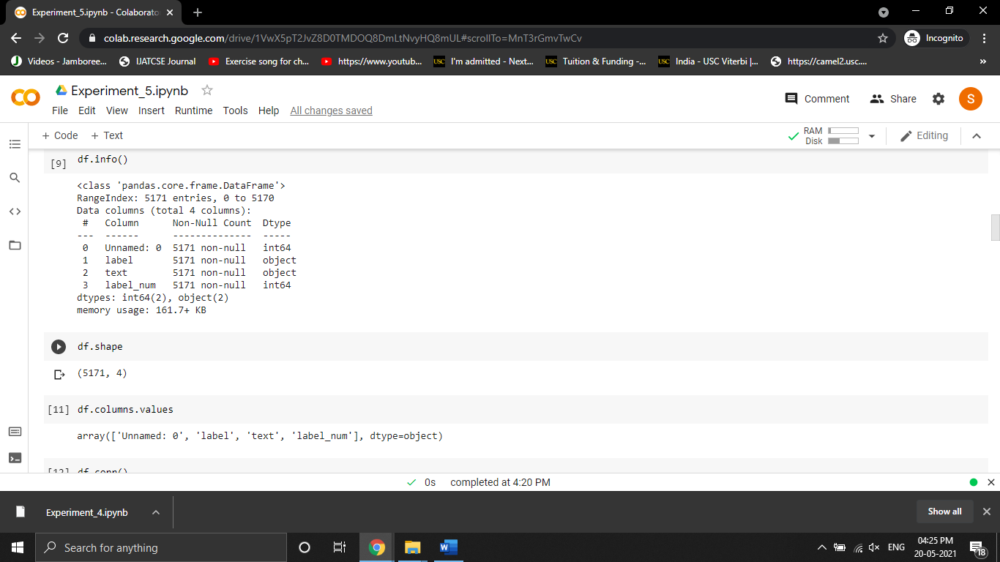 Experiment_5.ipynb - Colaborato
colab.research.google.com/drive/1VwX5pT2JvZ8D0TMDOQ8DmLtNvyHQ8mUL#scrollTo=MnT3rGmvTwCv
Incognito
Videos - Jamboree... IJATCSE Journal Exercise song for ch... https://www.youtub... USC I'm admitted - Next... USC Tuition & Funding -... USC India - USC Viterbi |... https://camel2.usc.... »
Experiment_5.ipynb
Comment Share S
File Edit View Insert Runtime Tools Help All changes saved
+ Code + Text
RAM
Disk
Editing
[9] df.info()
<class 'pandas.core.frame.DataFrame'>
RangeIndex: 5171 entries, 0 to 5170
Data columns (total 4 columns):
# Column Non-Null Count Dtype
--- ------ -------------- -----
0 Unnamed: 0 5171 non-null int64
1 label 5171 non-null object
2 text 5171 non-null object
3 label_num 5171 non-null int64
dtypes: int64(2), object(2)
memory usage: 161.7+ KB
df.shape
(5171, 4)
[11] df.columns.values
array(['Unnamed: 0', 'label', 'text', 'label_num'], dtype=object)
[12] df.corr()
0s completed at 4:20 PM
Experiment_4.ipynb
Show all
Search for anything
ENG
04:25 PM
20-05-2021
18